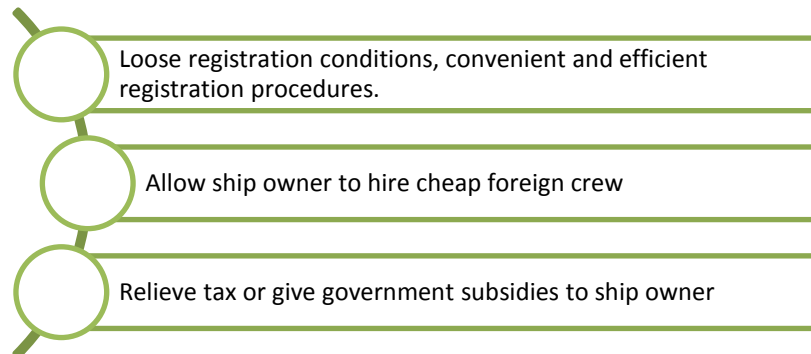 Loose registration conditions, convenient and efficient
registration procedures.
Allow ship owner to hire cheap foreign crew
Relieve tax or give government subsidies to ship owner